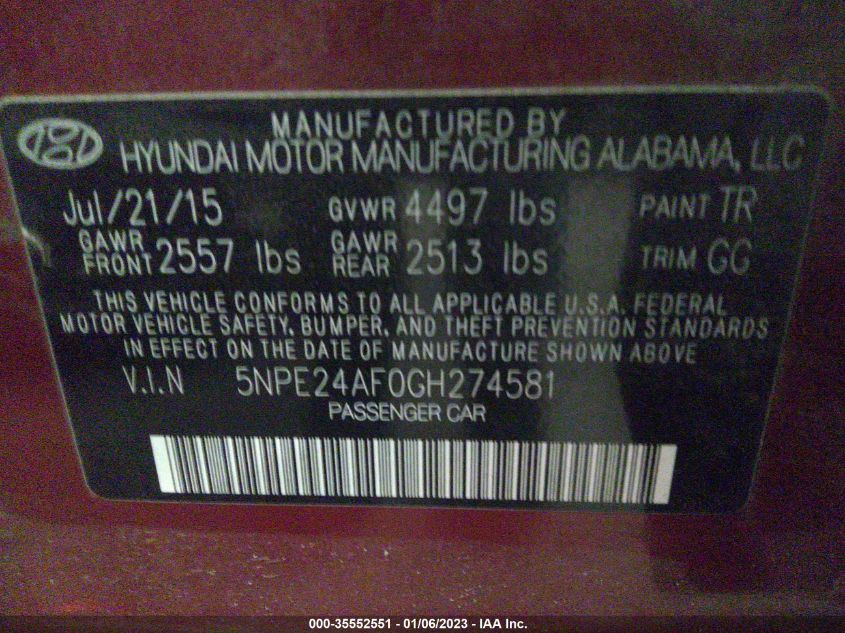 MANUFACTURED BY
HYUNDAI MOTOR MANUFACTURING ALABAMA, LLC
Jul/21/15 GVWR 4497 lbs PAINT TR
GAWR FRONT 2557 lbs GAWR REAR 2513 lbs TRIM GG
THIS VEHICLE CONFORMS TO ALL APPLICABLE U.S.A. FEDERAL
MOTOR VEHICLE SAFETY, BUMPER, AND THEFT PREVENTION STANDARDS
IN EFFECT ON THE DATE OF MANUFACTURE SHOWN ABOVE
V.I.N 5NPE24AF0GH274581
PASSENGER CAR
000-35552551 - 01/06/2023 - IAA Inc.